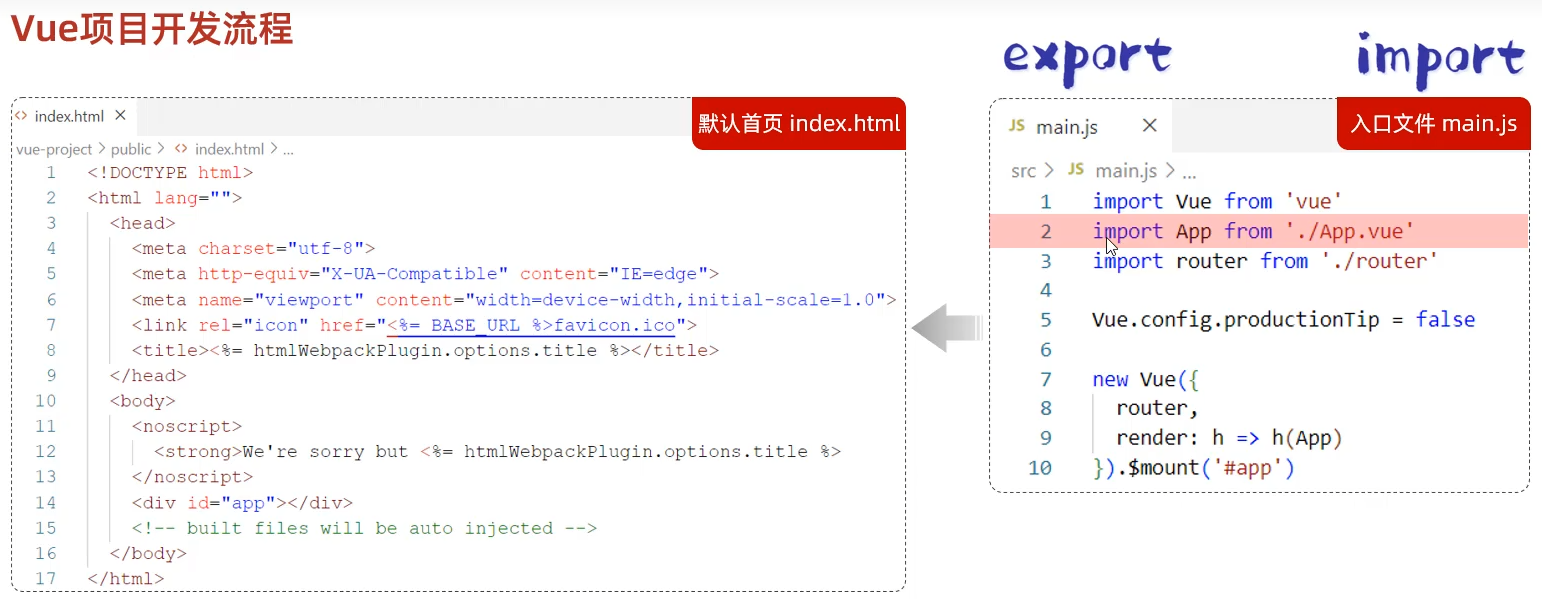 Vue项目开发流程
export import
index.html
默认首页 index.html
vue-project > public > <> index.html > ...
1 <!DOCTYPE html>
2 <html lang="">
3 <head>
4 <meta charset="utf-8">
5 <meta http-equiv="X-UA-Compatible" content="IE=edge">
6 <meta name="viewport" content="width=device-width,initial-scale=1.0">
7 <link rel="icon" href="<%= BASE_URL %>favicon.ico">
8 <title><%= htmlWebpackPlugin.options.title %></title>
9 </head>
10 <body>
11 <noscript>
12 <strong>We're sorry but <%= htmlWebpackPlugin.options.title %>
13 </noscript>
14 <div id="app"></div>
15 <!-- built files will be auto injected -->
16 </body>
17 </html>
JS main.js
入口文件 main.js
src > JS main.js > ...
1 import Vue from 'vue'
2 import App from './App.vue'
3 import router from './router'
4
5 Vue.config.productionTip = false
6
7 new Vue({
8 router,
9 render: h => h(App)
10 }).$mount('#app')